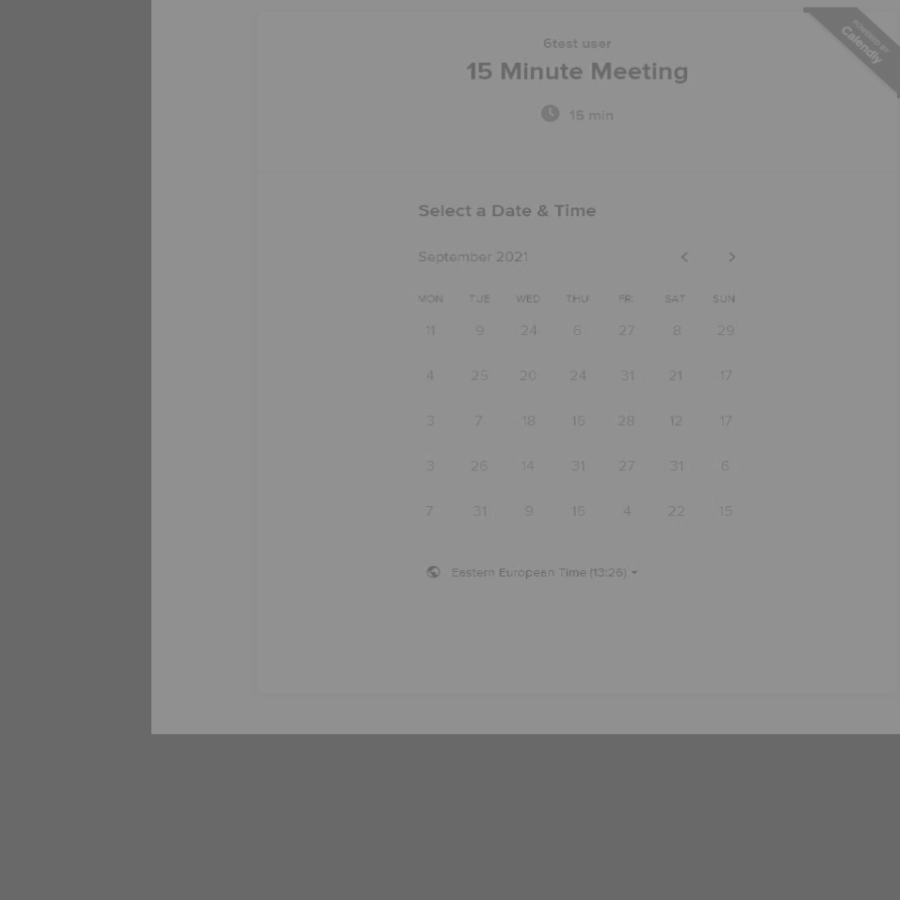 6test user
15 Minute Meeting
15 min
POWERED BY
Calendly
Select a Date & Time
September 2021
MON TUE WED THU FRI SAT SUN
11 9 24 6 27 8 29
4 25 20 24 31 21 17
3 7 18 15 28 12 17
3 26 14 31 27 31 6
7 31 9 15 4 22 15
Eastern European Time (13:26)